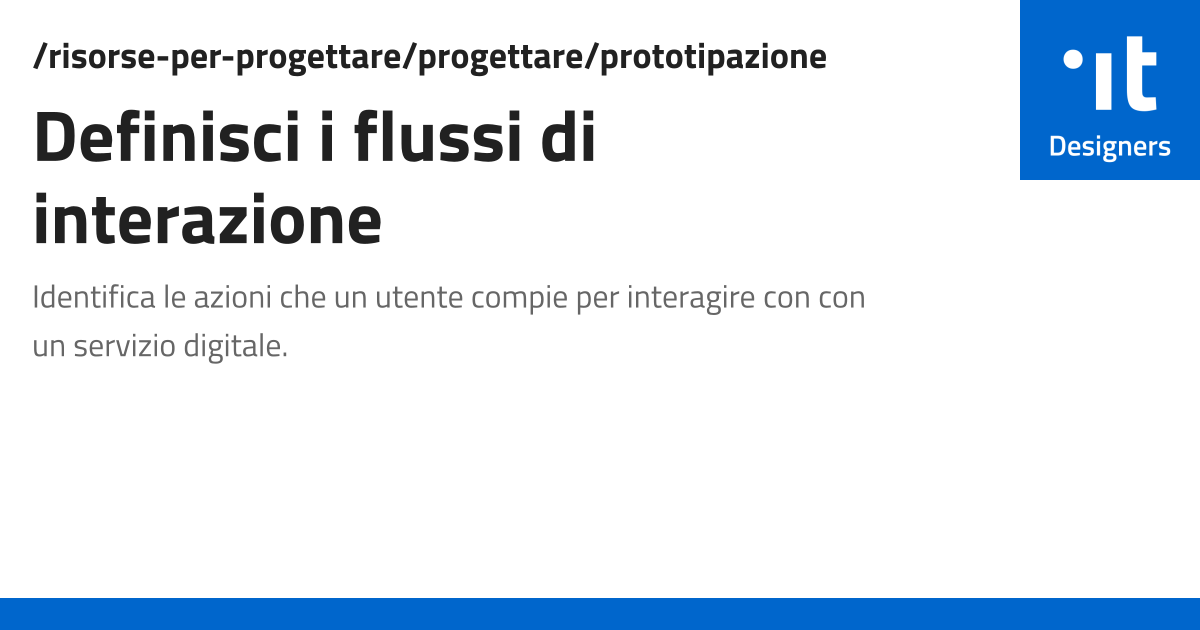 /risorse-per-progettare/progettare/prototipazione
Definisci i flussi di
interazione
Identifica le azioni che un utente compie per interagire con con
un servizio digitale.
it
Designers